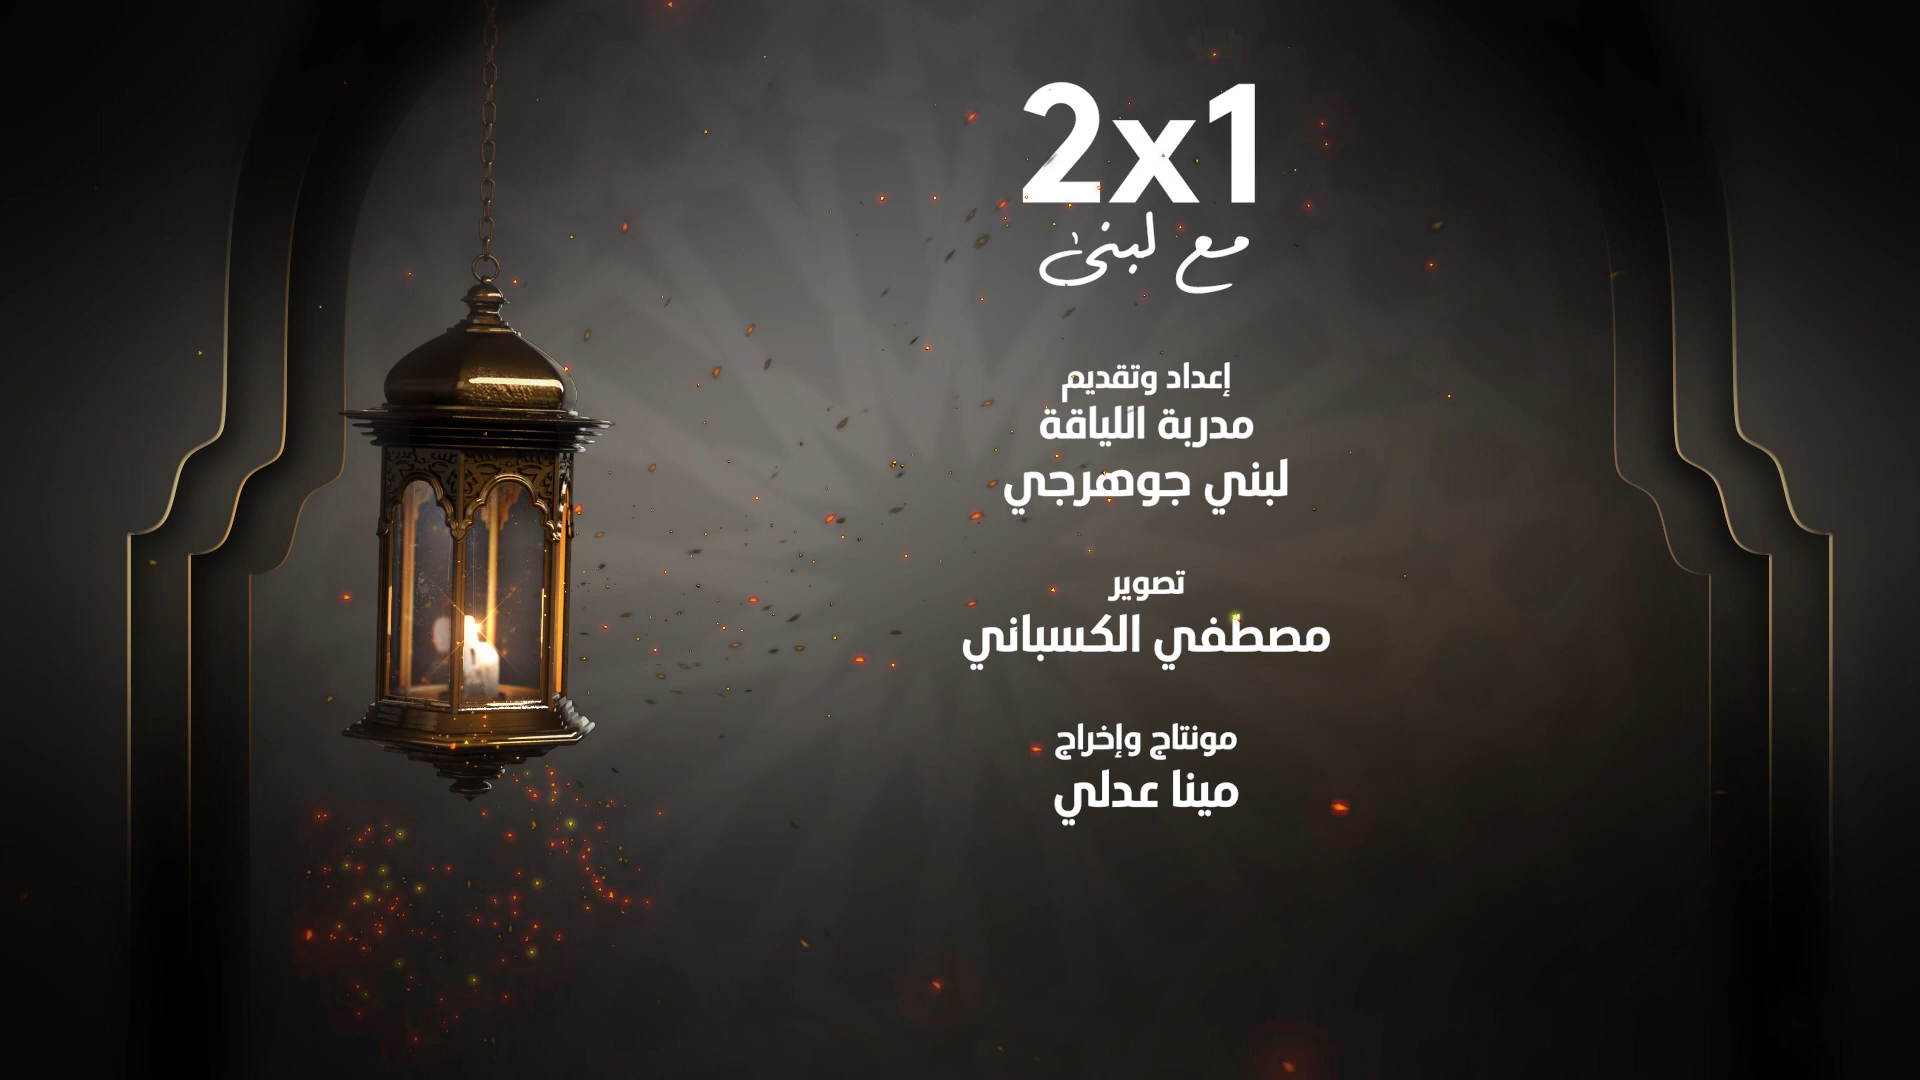 2x1
مع لبنى
إعداد وتقديم
مدربة اللياقة
لبني جوهرجي
تصوير
مصطفي الكسباني
مونتاج وإخراج
مينا عدلي